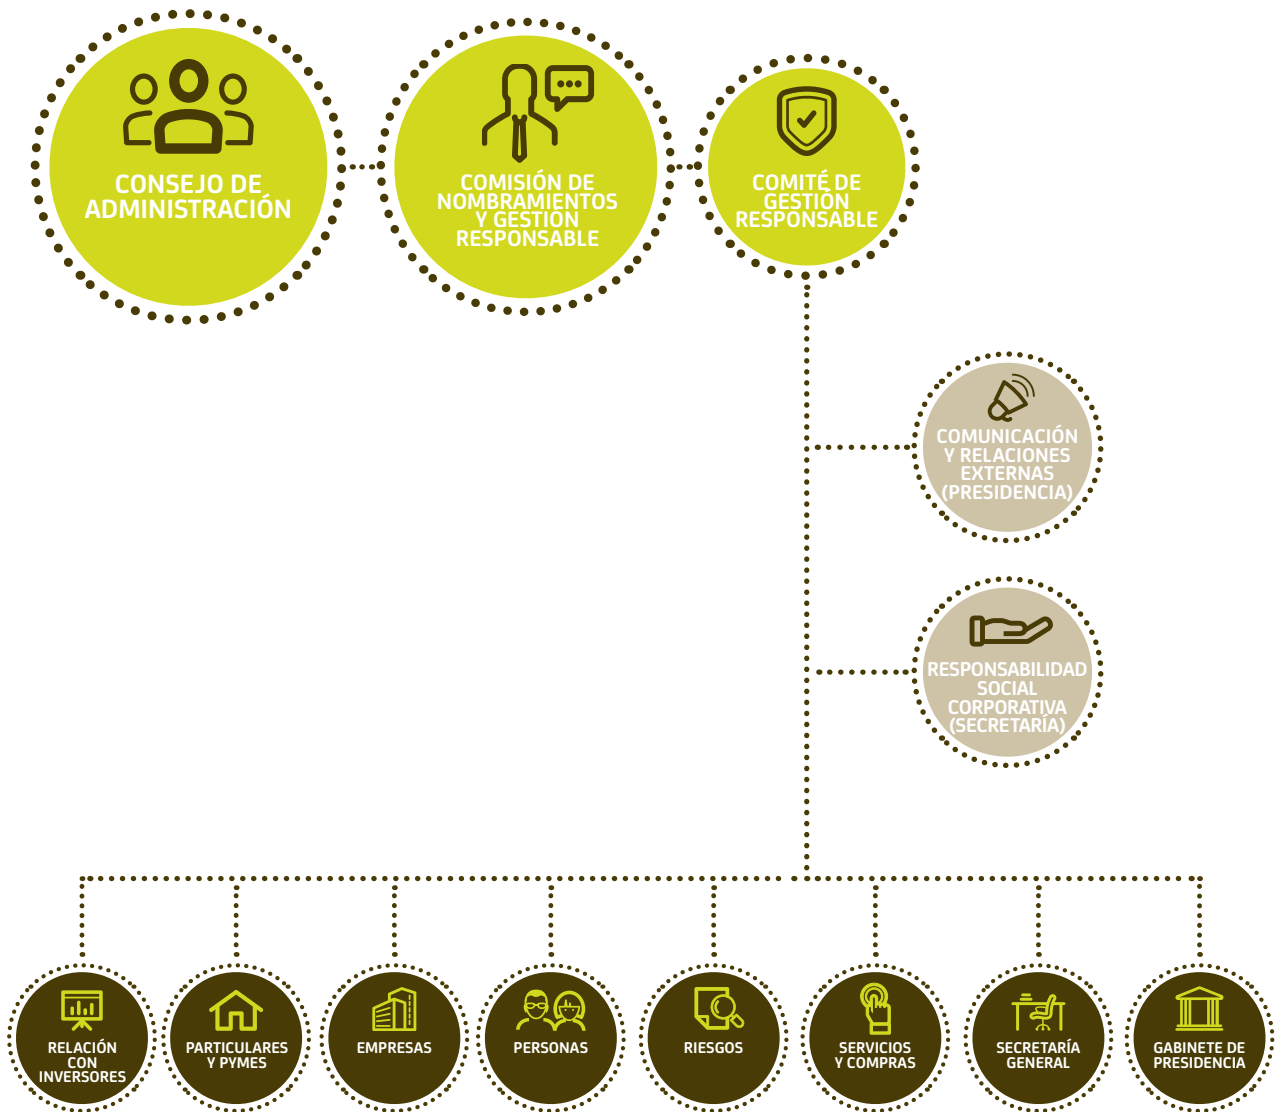 CONSEJO DE
ADMINISTRACIÓN
COMISIÓN DE
NOMBRAMIENTOS
Y GESTIÓN
RESPONSABLE
COMITÉ DE
GESTIÓN
RESPONSABLE
COMUNICACIÓN
Y RELACIONES
EXTERNAS
(PRESIDENCIA)
RESPONSABILIDAD
SOCIAL
CORPORATIVA
(SECRETARÍA)
RELACIÓN
CON
INVERSORES
PARTICULARES
Y PYMES
EMPRESAS
PERSONAS
RIESGOS
SERVICIOS
Y COMPRAS
SECRETARÍA
GENERAL
GABINETE DE
PRESIDENCIA